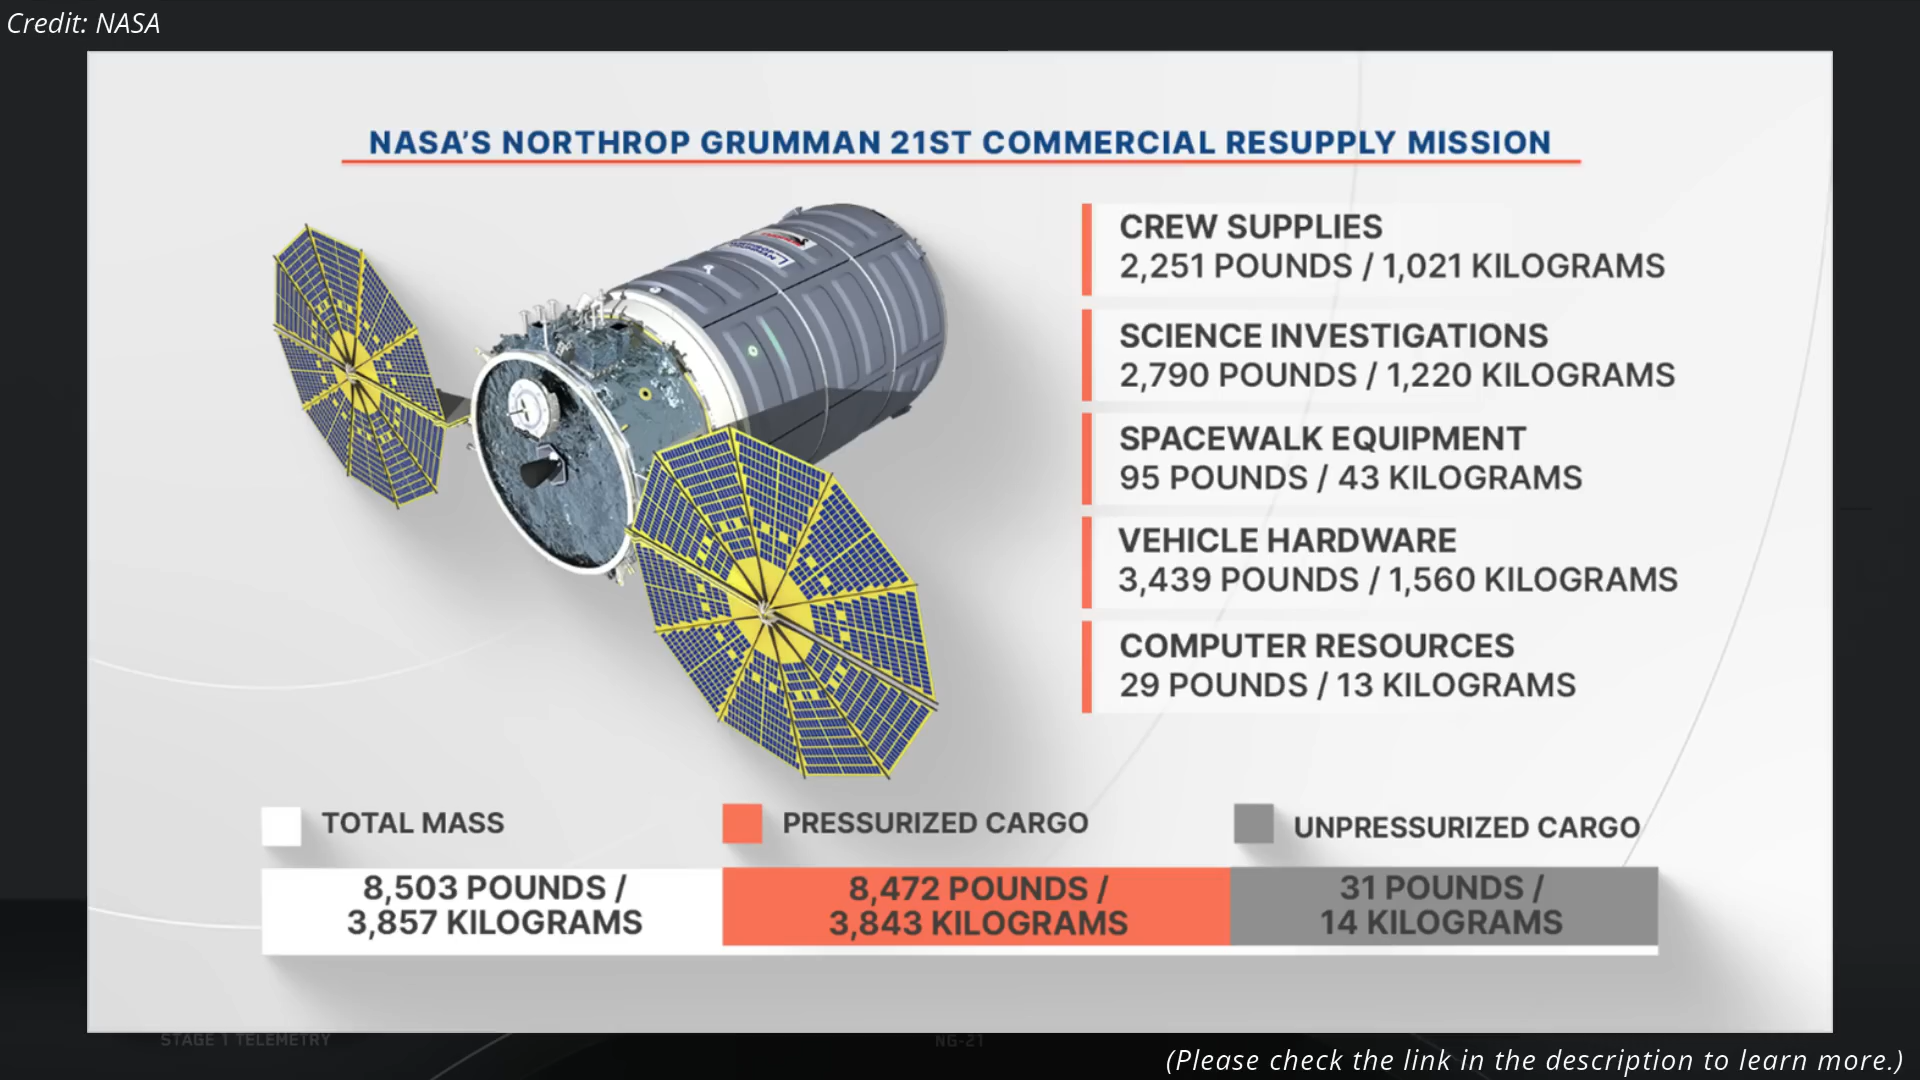 Credit: NASA
NASA’S NORTHROP GRUMMAN 21ST COMMERCIAL RESUPPLY MISSION
CREW SUPPLIES
2,251 POUNDS / 1,021 KILOGRAMS
SCIENCE INVESTIGATIONS
2,790 POUNDS / 1,220 KILOGRAMS
SPACEWALK EQUIPMENT
95 POUNDS / 43 KILOGRAMS
VEHICLE HARDWARE
3,439 POUNDS / 1,560 KILOGRAMS
COMPUTER RESOURCES
29 POUNDS / 13 KILOGRAMS
TOTAL MASS
8,503 POUNDS /
3,857 KILOGRAMS
PRESSURIZED CARGO
8,472 POUNDS /
3,843 KILOGRAMS
UNPRESSURIZED CARGO
31 POUNDS /
14 KILOGRAMS
STAGE 1 TELEMETRY
NG-21
(Please check the link in the description to learn more.)